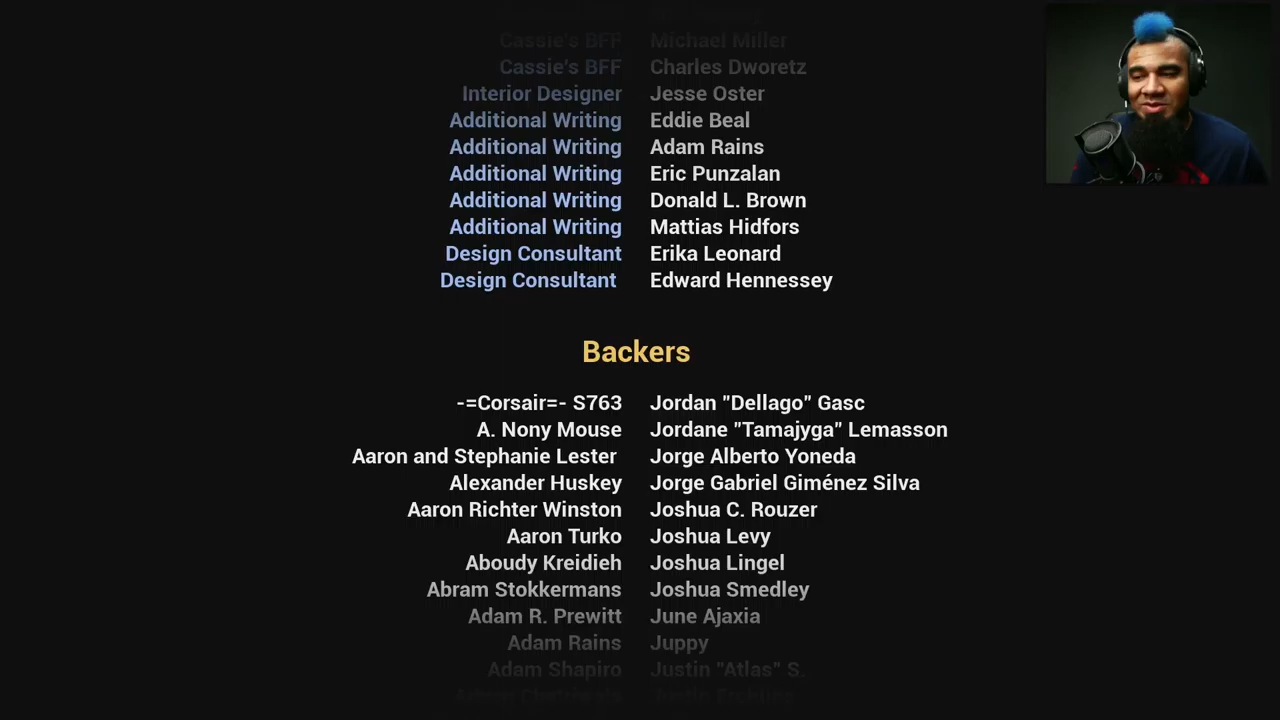 Cassie's BFF Michael Miller
Cassie's BFF Charles Dworetz
Interior Designer Jesse Oster
Additional Writing Eddie Beal
Additional Writing Adam Rains
Additional Writing Eric Punzalan
Additional Writing Donald L. Brown
Additional Writing Mattias Hidfors
Design Consultant Erika Leonard
Design Consultant Edward Hennessey
Backers
-=Corsair=- S763 Jordan "Dellago" Gasc
A. Nony Mouse Jordane "Tamajyga" Lemasson
Aaron and Stephanie Lester Jorge Alberto Yoneda
Alexander Huskey Jorge Gabriel Giménez Silva
Aaron Richter Winston Joshua C. Rouzer
Aaron Turko Joshua Levy
Aboudy Kreidieh Joshua Lingel
Abram Stokkermans Joshua Smedley
Adam R. Prewitt June Ajaxia
Adam Rains Juppy
Adam Shapiro Justin "Atlas" S.